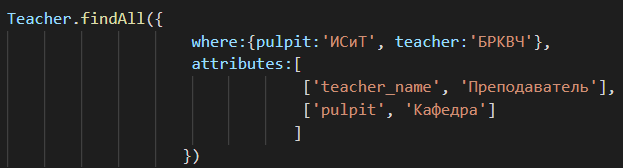 Teacher.findAll({
where:{pulpit:'ИСиТ', teacher:'БРКВЧ'},
attributes:[
['teacher_name', 'Преподаватель'],
['pulpit', 'Кафедра']
]
})